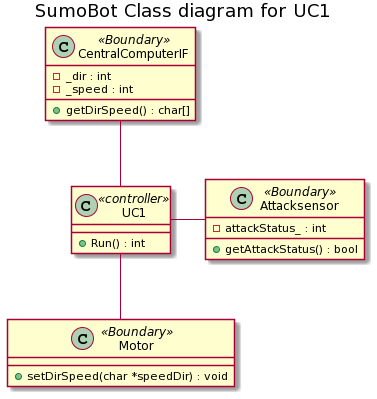 SumoBot Class diagram for UC1
C «Boundary»
CentralComputerIF
_dir : int
_speed : int
getDirSpeed() : char[]
C «controller»
UC1
Run() : int
C «Boundary»
Attacksensor
attackStatus_ : int
getAttackStatus() : bool
C «Boundary»
Motor
setDirSpeed(char *speedDir) : void